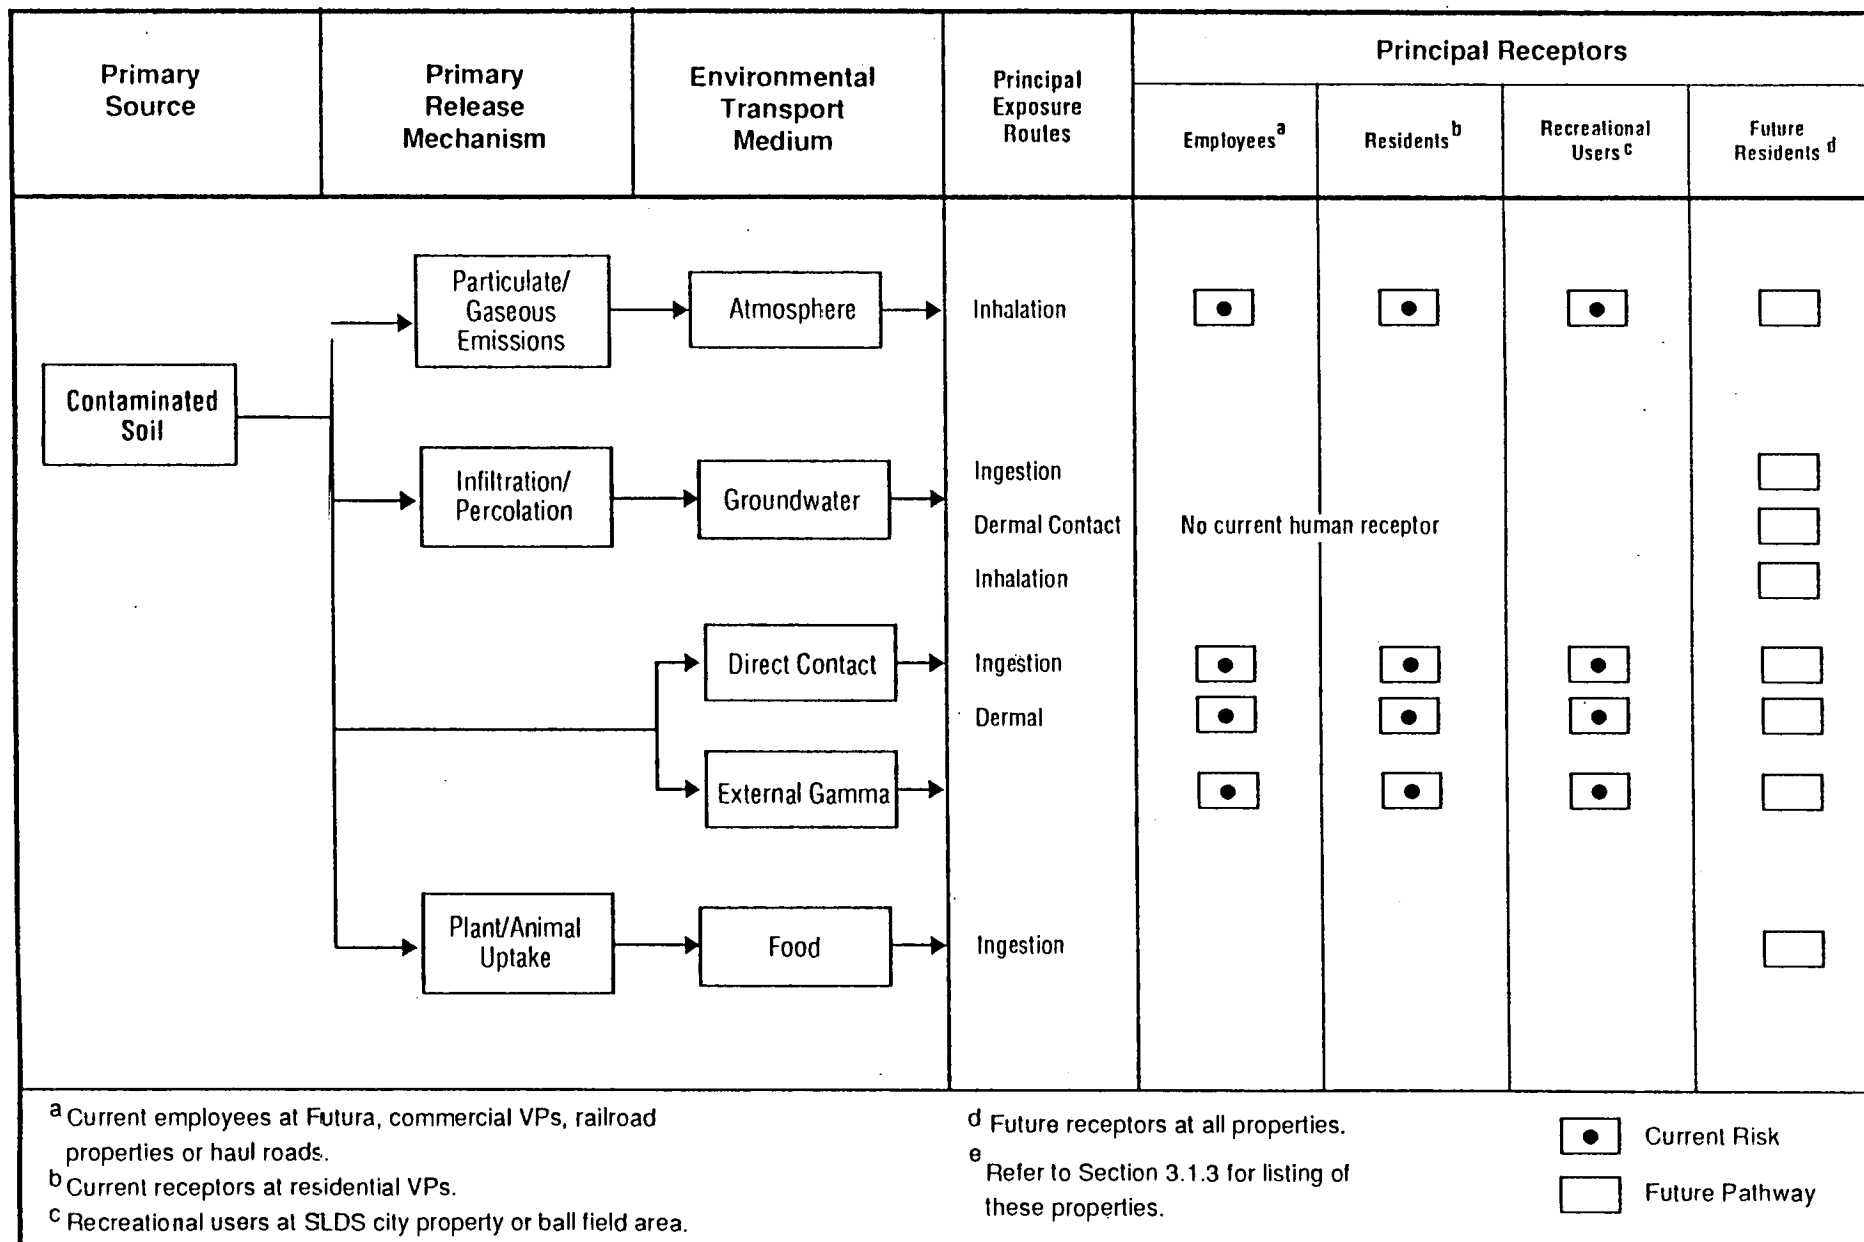 Primary
Source
Primary
Release
Mechanism
Environmental
Transport
Medium
Principal
Exposure
Routes
Principal Receptors
Employees a
Residents b
Recreational
Users c
Future
Residents d
Particulate/
Gaseous
Emissions
Atmosphere
Inhalation
Contaminated
Soil
Infiltration/
Percolation
Groundwater
Ingestion
Dermal Contact
No current human receptor
Inhalation
Direct Contact
Ingestion
Dermal
External Gamma
Plant/Animal
Uptake
Food
Ingestion
a Current employees at Futura, commercial VPs, railroad
properties or haul roads.
b Current receptors at residential VPs.
c Recreational users at SLDS city property or ball field area.
d Future receptors at all properties.
e Refer to Section 3.1.3 for listing of
these properties.
Current Risk
Future Pathway